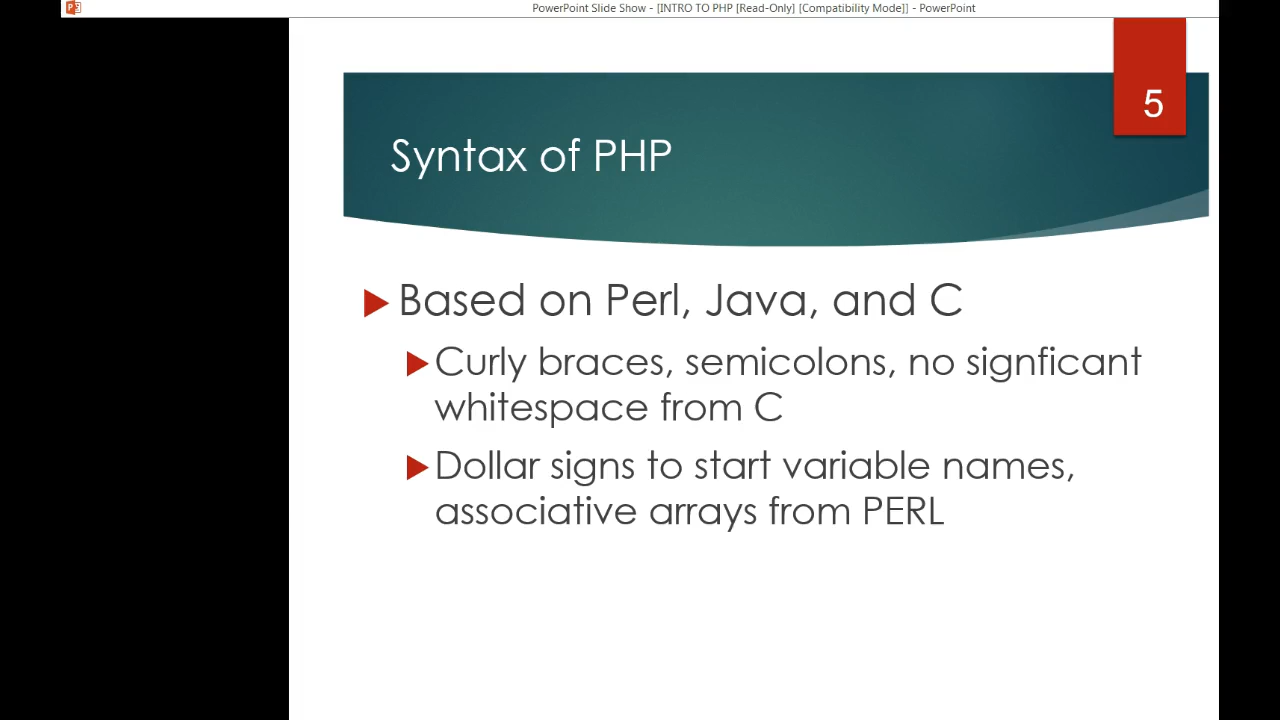 PowerPoint Slide Show - [INTRO TO PHP [Read-Only] [Compatibility Mode]] - PowerPoint
5
Syntax of PHP
Based on Perl, Java, and C
Curly braces, semicolons, no signficant
whitespace from C
Dollar signs to start variable names,
associative arrays from PERL